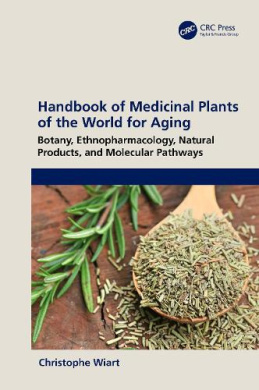 CRC
CRC Press
Taylor & Francis Group
Handbook of Medicinal Plants
of the World for Aging
Botany, Ethnopharmacology, Natural
Products, and Molecular Pathways
Christophe Wiart